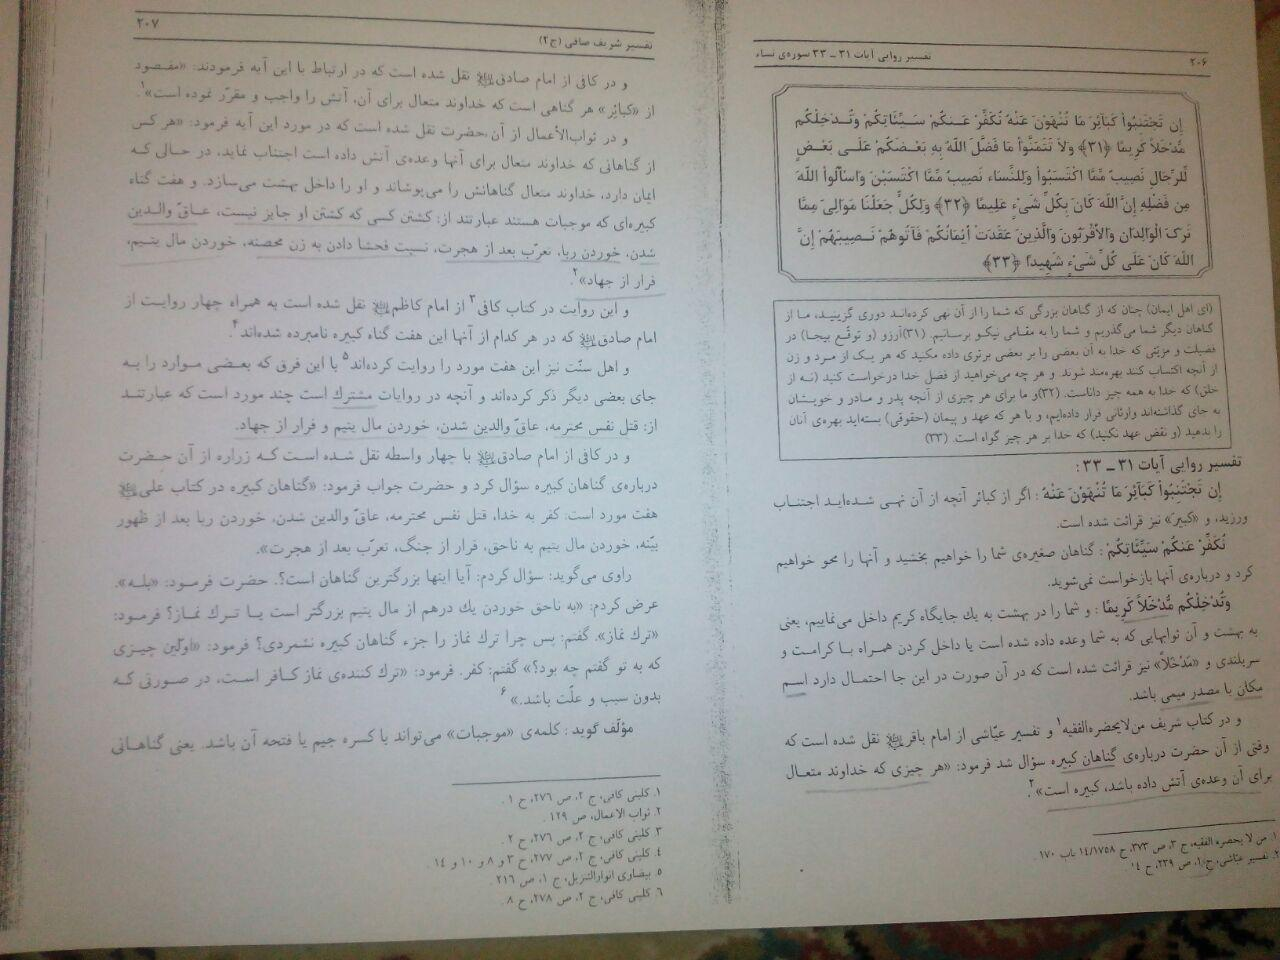 ۲۰۶
تفسیر روایی آیات ۳۱ ـ ۳۳ سوره‌ی نساء
إِن تَجْتَنِبُواْ كَبَآئِرَ مَا تُنْهَوْنَ عَنْهُ نُكَفِّرْ عَنكُمْ سَيِّئَاتِكُمْ وَنُدْخِلْكُم
مُّدْخَلاً كَرِيمًا ﴿۳۱﴾ وَلاَ تَتَمَنَّوْاْ مَا فَضَّلَ اللّهُ بِهِ بَعْضَكُمْ عَلَى بَعْضٍ
لِّلرِّجَالِ نَصِيبٌ مِّمَّا اكْتَسَبُواْ وَلِلنِّسَاء نَصِيبٌ مِّمَّا اكْتَسَبْنَ وَاسْأَلُواْ اللّهَ
مِن فَضْلِهِ إِنَّ اللّهَ كَانَ بِكُلِّ شَيْءٍ عَلِيمًا ﴿۳۲﴾ وَلِكُلٍّ جَعَلْنَا مَوَالِيَ مِمَّا
تَرَكَ الْوَالِدَانِ وَالأَقْرَبُونَ وَالَّذِينَ عَقَدَتْ أَيْمَانُكُمْ فَآتُوهُمْ نَصِيبَهُمْ إِنَّ
اللّهَ كَانَ عَلَى كُلِّ شَيْءٍ شَهِيدًا ﴿۳۳﴾
(ای اهل ایمان) چنان که از گناهان بزرگی که شما را از آن نهی کرده‌اند دوری گزینید، ما از
گناهان دیگر شما می‌گذریم و شما را به مقامی نیکو برسانیم. (۳۱)آرزو (و توقّع بیجا) در
فضیلت و مزیّتی که خدا به آن بعضی را بر بعضی برتری داده مکنید که هر یک از مرد و زن
از آنچه اکتساب کنند بهره‌مند شوند. و هر چه می‌خواهید از فضل خدا درخواست کنید (نه از
خلق) که خدا به همه چیز داناست. (۳۲)و ما برای هر چیزی از آنچه پدر و مادر و خویشان
به جای گذاشته‌اند وارثانی قرار داده‌ایم، و با هر که عهد و پیمان (حقوقی) بسته‌اید بهره‌ی آنان
را بدهید (و نقض عهد نکنید) که خدا بر هر چیز گواه است. (۳۳)
تفسیر روایی آیات ۳۱ ـ ۳۳ :
إِن تَجْتَنِبُواْ كَبَآئِرَ مَا تُنْهَوْنَ عَنْهُ : اگر از کبائر آنچه از آن نهی شده‌اید اجتناب
ورزید، و «كبيرَ» نیز قرائت شده است.
نُكَفِّرْ عَنكُمْ سَيِّئَاتِكُمْ : گناهان صغیره‌ی شما را خواهیم بخشید و آنها را محو خواهیم
کرد و درباره‌ی آنها بازخواست نمی‌شوید.
وَنُدْخِلْكُم مُّدْخَلاً كَرِيمًا : و شما را در بهشت به یك جایگاه کریم داخل می‌نماییم، یعنی
به بهشت و آن ثوابهایی که به شما وعده داده شده است یا داخل کردن همراه با کرامت و
سربلندی و «مَدْخَلاً» نیز قرائت شده است که در آن صورت در این جا احتمال دارد اسم
مکان یا مصدر میمی باشد.
و در کتاب شریف من‌لایحضره‌الفقیه۱ و تفسیر عیّاشی از امام باقر نقل شده است که
وقتی از آن حضرت درباره‌ی گناهان کبیره سؤال شد فرمود: «هر چیزی که خداوند متعال
برای آن وعده‌ی آتش داده باشد، کبیره است»۲.
۱. من لا یحضره الفقیه، ج ۳، ص ۳۷۳، ح ۱۴/۱۷۵۸ باب ۱۷۰ .
۲. تفسیر عیّاشی، ج ۱، ص ۲۳۹، ح ۱۴ .
تفسیر شریف صافی (ج۲)
۲۰۷
و در کافی از امام صادق نقل شده است که در ارتباط با این آیه فرمودند: «مقصود
از «کبائر» هر گناهی است که خداوند متعال برای آن، آتش را واجب و مقرّر نموده است»۱.
و در ثواب‌الأعمال از آن حضرت نقل شده است که در مورد این آیه فرمود: «هر کس
از گناهانی که خداوند متعال برای آنها وعده‌ی آتش داده است اجتناب نماید، در حالی که
ایمان دارد، خداوند متعال گناهانش را می‌پوشاند و او را داخل بهشت می‌سازد. و هفت گناه
کبیره‌ای که موجبات هستند عبارتند از: کشتن کسی که کشتن او جایز نیست، عاقّ والدین
شدن، خوردن ربا، تعرّب بعد از هجرت، نسبت فحشا دادن به زن محصنه، خوردن مال یتیم،
فرار از جهاد»۲.
و این روایت در کتاب کافی۳ از امام کاظم نقل شده است به همراه چهار روایت از
امام صادق که در هر کدام از آنها این هفت گناه کبیره نامبرده شده‌اند۴.
و اهل سنّت نیز این هفت مورد را روایت کرده‌اند۵ با این فرق که بعضی موارد را به
جای بعضی دیگر ذکر کرده‌اند و آنچه در روایات مشترك است چند مورد است که عبارتند
از: قتل نفس محترمه، عاقّ والدین شدن، خوردن مال یتیم و فرار از جهاد.
و در کافی از امام صادق با چهار واسطه نقل شده است که زراره از آن حضرت
درباره‌ی گناهان کبیره سؤال کرد و حضرت جواب فرمود: «گناهان کبیره در کتاب علی
هفت مورد است: کفر به خدا، قتل نفس محترمه، عاقّ والدین شدن، خوردن ربا بعد از ظهور
بیّنه، خوردن مال یتیم به ناحق، فرار از جنگ، تعرّب بعد از هجرت».
راوی می‌گوید: سؤال کردم: آیا اینها بزرگترین گناهان است؟. حضرت فرمود: «بله».
عرض کردم: «به ناحق خوردن یك درهم از مال یتیم بزرگتر است یا ترك نماز؟ فرمود:
«ترك نماز». گفتم: پس چرا ترك نماز را جزء گناهان کبیره نشمردی؟ فرمود: «اوّلین چیزی
که به تو گفتم چه بود؟» گفتم: کفر. فرمود: «ترك کننده‌ی نماز کافر است، در صورتی که
بدون سبب و علّت باشد.»۶
مؤلّف گوید : کلمه‌ی «موجبات» می‌تواند با کسره جیم یا فتحه آن باشد. یعنی گناهانی
۱. کلینی کافی، ج ۲، ص ۲۷۶، ح ۱ .
۲. ثواب الاعمال، ص ۱۲۹ .
۳. کلینی کافی، ج ۲، ص ۲۷۶، ح ۲ .
۴. کلینی کافی، ج ۲، ص ۲۷۷، ح ۳ و ۸ و ۱۰ و ۱۴ .
۵. بیضاوی انوارالتنزیل، ج ۱، ص ۲۱۶ .
۶. کلینی کافی، ج ۲، ص ۲۷۸، ح ۸ .